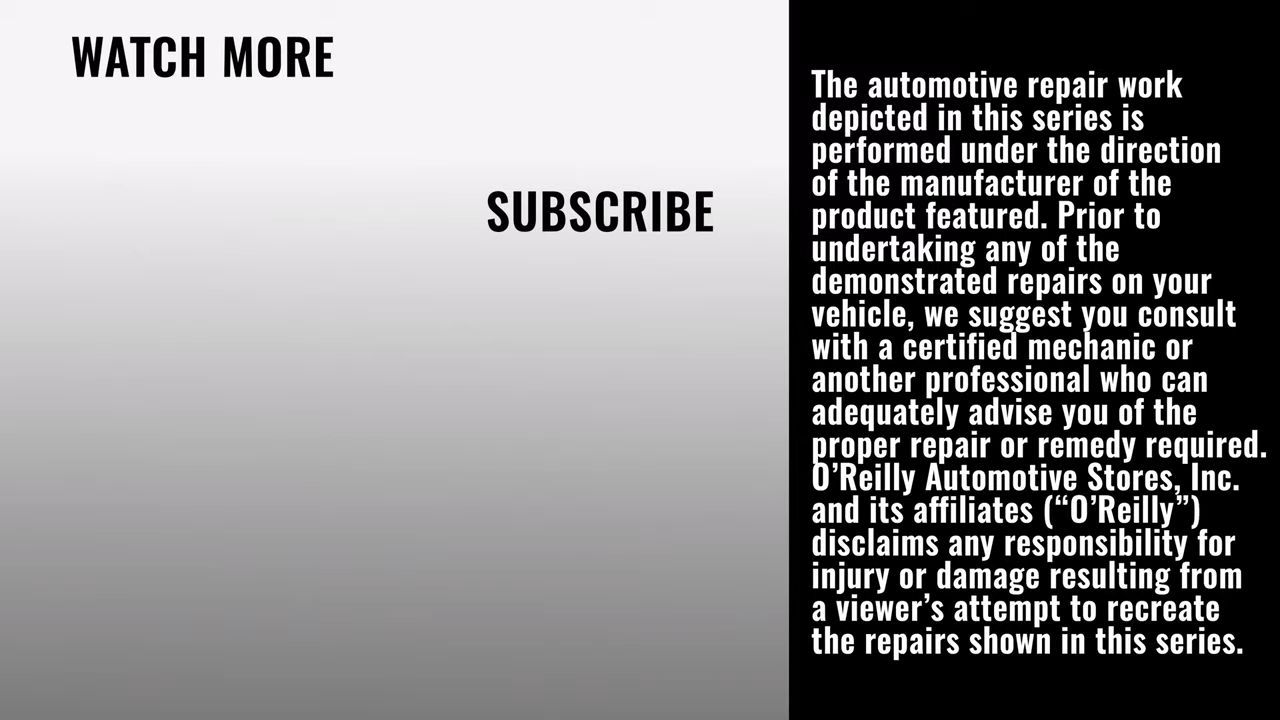 WATCH MORE
SUBSCRIBE
The automotive repair work
depicted in this series is
performed under the direction
of the manufacturer of the
product featured. Prior to
undertaking any of the
demonstrated repairs on your
vehicle, we suggest you consult
with a certified mechanic or
another professional who can
adequately advise you of the
proper repair or remedy required.
O’Reilly Automotive Stores, Inc.
and its affiliates (“O’Reilly”)
disclaims any responsibility for
injury or damage resulting from
a viewer’s attempt to recreate
the repairs shown in this series.